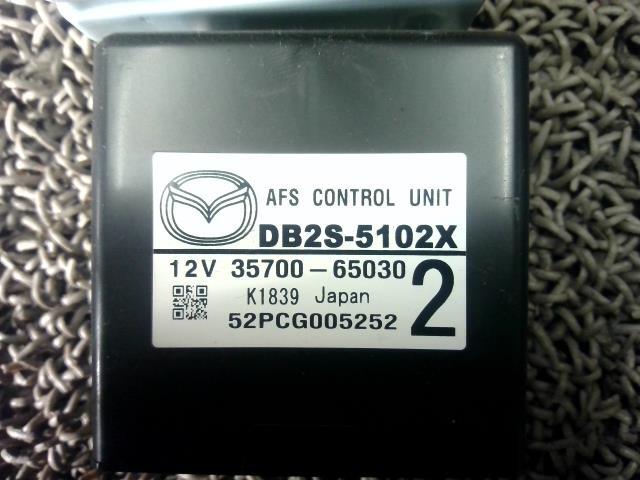 AFS CONTROL UNIT
DB2S-5102X
12V 35700-65030
K1839 Japan
52PCG005252
2